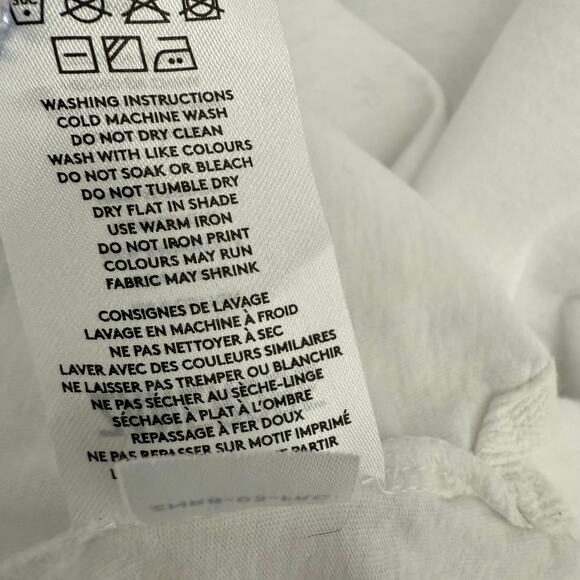 30C
WASHING INSTRUCTIONS
COLD MACHINE WASH
DO NOT DRY CLEAN
WASH WITH LIKE COLOURS
DO NOT SOAK OR BLEACH
DO NOT TUMBLE DRY
DRY FLAT IN SHADE
USE WARM IRON
DO NOT IRON PRINT
COLOURS MAY RUN
FABRIC MAY SHRINK
CONSIGNES DE LAVAGE
LAVAGE EN MACHINE À FROID
NE PAS NETTOYER À SEC
LAVER AVEC DES COULEURS SIMILAIRES
NE LAISSER PAS TREMPER OU BLANCHIR
NE PAS SÉCHER AU SÈCHE-LINGE
SÉCHAGE À PLAT À L'OMBRE
REPASSAGE À FER DOUX
NE PAS REPASSER SUR MOTIF IMPRIMÉ
PARTIR